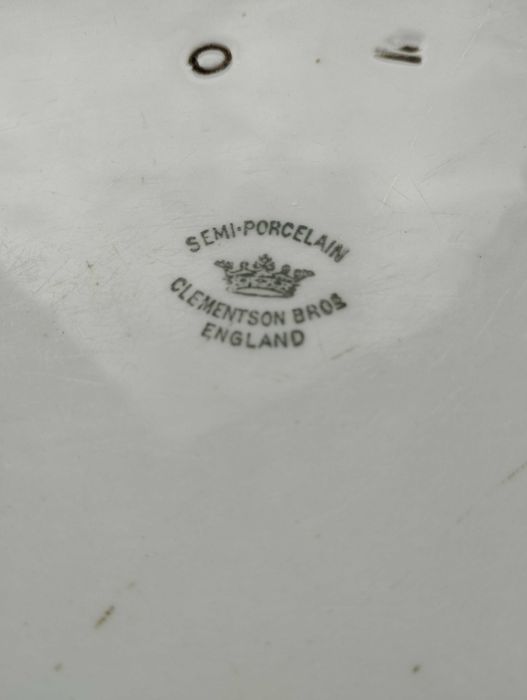 O
SEMI-PORCELAIN
CLEMENTSON BROS
ENGLAND